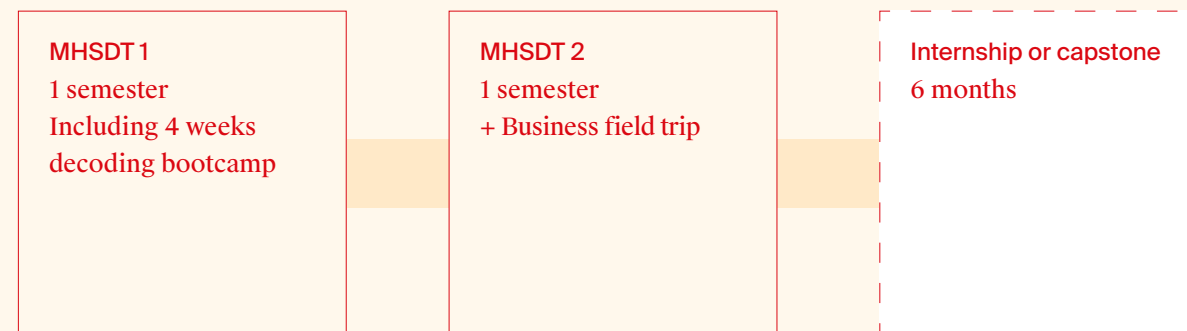 MHSDT 1
1 semester
Including 4 weeks
decoding bootcamp
MHSDT 2
1 semester
+ Business field trip
Internship or capstone
6 months